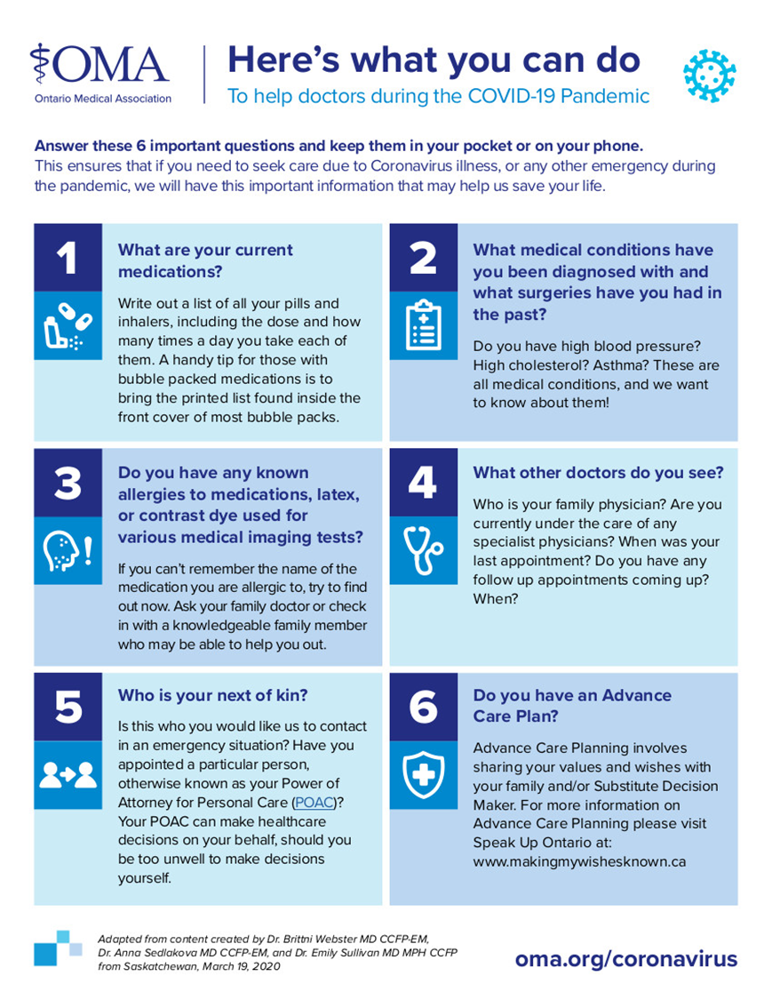 OMA
Ontario Medical Association
Here's what you can do
To help doctors during the COVID-19 Pandemic
Answer these 6 important questions and keep them in your pocket or on your phone.
This ensures that if you need to seek care due to Coronavirus illness, or any other emergency during
the pandemic, we will have this important information that may help us save your life.
1
What are your current
medications?
Write out a list of all your pills and
inhalers, including the dose and how
many times a day you take each of
them. A handy tip for those with
bubble packed medications is to
bring the printed list found inside the
front cover of most bubble packs.
2
What medical conditions have
you been diagnosed with and
what surgeries have you had in
the past?
Do you have high blood pressure?
High cholesterol? Asthma? These are
all medical conditions, and we want
to know about them!
3
Do you have any known
allergies to medications, latex,
or contrast dye used for
various medical imaging tests?
If you can't remember the name of the
medication you are allergic to, try to find
out now. Ask your family doctor or check
in with a knowledgeable family member
who may be able to help you out.
4
What other doctors do you see?
Who is your family physician? Are you
currently under the care of any
specialist physicians? When was your
last appointment? Do you have any
follow up appointments coming up?
When?
5
Who is your next of kin?
Is this who you would like us to contact
in an emergency situation? Have you
appointed a particular person,
otherwise known as your Power of
Attorney for Personal Care (POAC)?
Your POAC can make healthcare
decisions on your behalf, should you
be too unwell to make decisions
yourself.
6
Do you have an Advance
Care Plan?
Advance Care Planning involves
sharing your values and wishes with
your family and/or Substitute Decision
Maker. For more information on
Advance Care Planning please visit
Speak Up Ontario at:
www.makingmywishesknown.ca
Adapted from content created by Dr. Brittni Webster MD CCFP-EM,
Dr. Anna Sedlakova MD CCFP-EM, and Dr. Emily Sullivan MD MPH CCFP
from Saskatchewan, March 19, 2020
oma.org/coronavirus